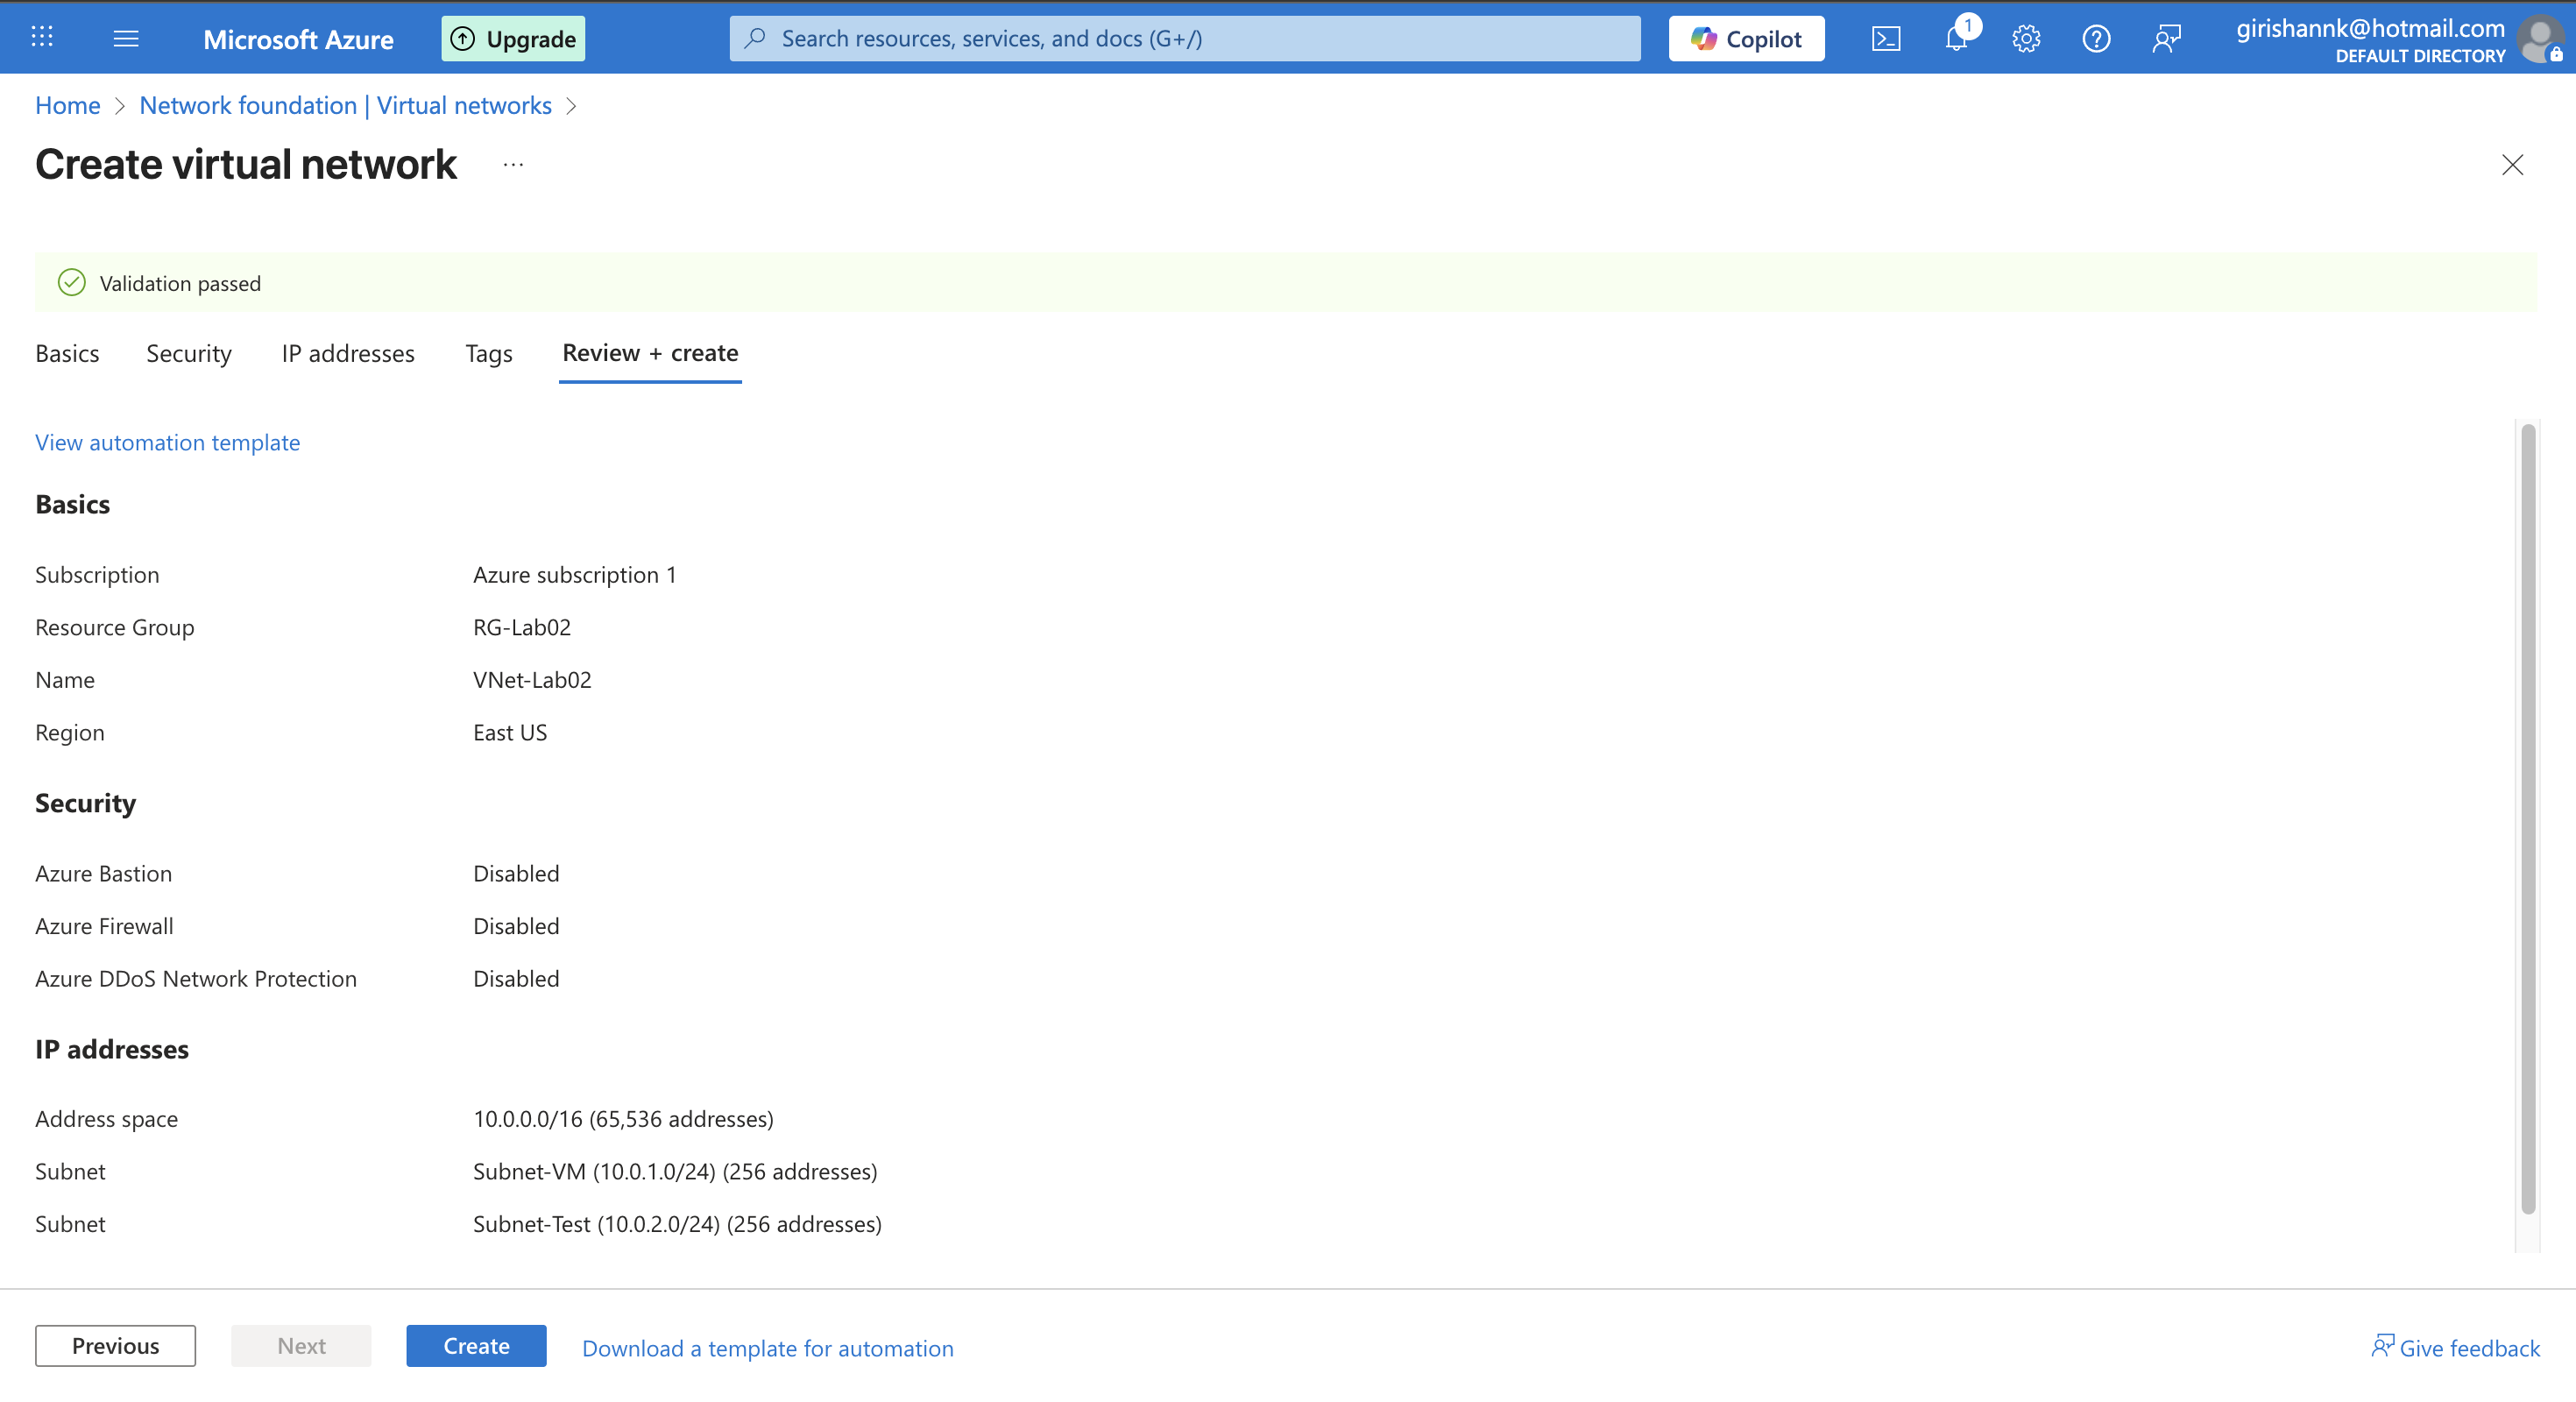 Microsoft Azure
Upgrade
Search resources, services, and docs (G+/)
Copilot
1
girishannk@hotmail.com
DEFAULT DIRECTORY
Home > Network foundation | Virtual networks >
Create virtual network ...
Validation passed
Basics Security IP addresses Tags Review + create
View automation template
Basics
Subscription Azure subscription 1
Resource Group RG-Lab02
Name VNet-Lab02
Region East US
Security
Azure Bastion Disabled
Azure Firewall Disabled
Azure DDoS Network Protection Disabled
IP addresses
Address space 10.0.0.0/16 (65,536 addresses)
Subnet Subnet-VM (10.0.1.0/24) (256 addresses)
Subnet Subnet-Test (10.0.2.0/24) (256 addresses)
Previous Next Create Download a template for automation Give feedback